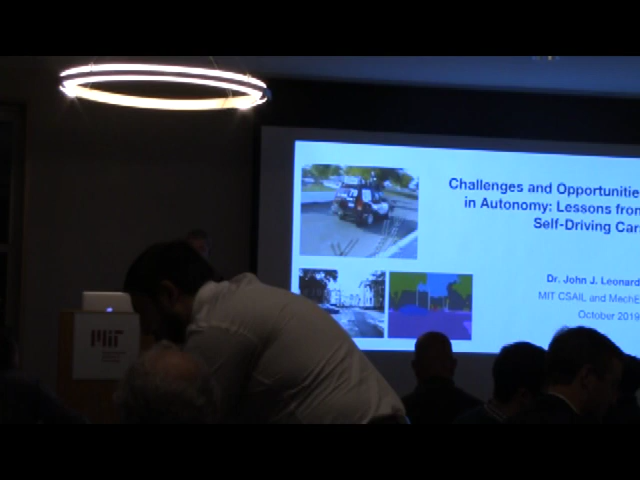 Challenges and Opportunitie
in Autonomy: Lessons from
Self-Driving Car
Dr. John J. Leonard
MIT CSAIL and MechE
October 2019
MIT